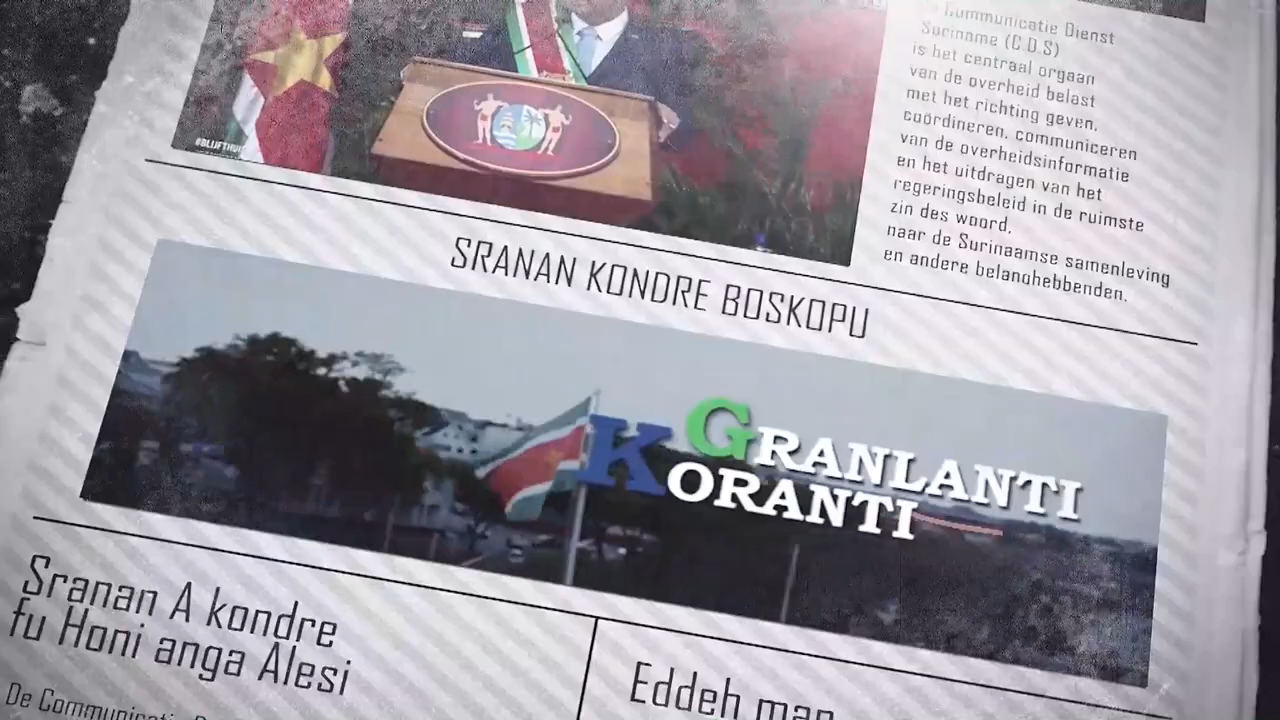 Communicatie Dienst
Suriname (C.D.S)
is het centraal orgaan
van de overheid belast
met het richting geven,
coördineren, communiceren
van de overheidsinformatie
en het uitdragen van het
regeringsbeleid in de ruimste
zin des woord,
naar de Surinaamse samenleving
en andere belanghebbenden.
SRANAN KONDRE BOSKOPU
GRANLANTI
KORANTI
Sranan A kondre
fu Honi anga Alesi
Eddeh man
De